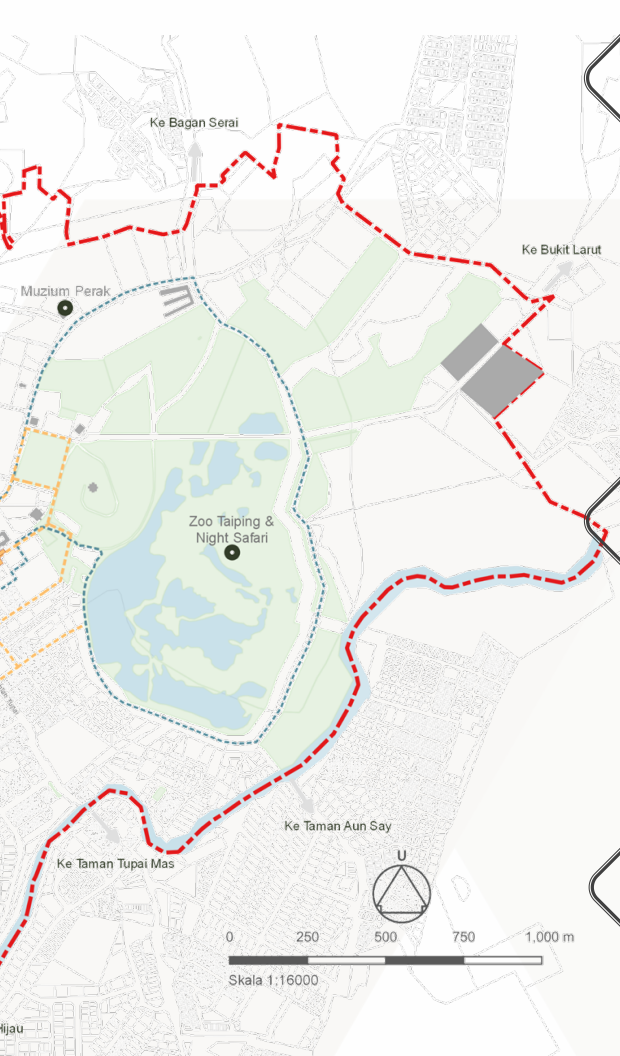 Ke Bagan Serai
Ke Bukit Larut
Muzium Perak
Zoo Taiping &
Night Safari
Tupai
Ke Taman Aun Say
Ke Taman Tupai Mas
U
0 250 500 750 1,000 m
Skala 1:16000
Hijau